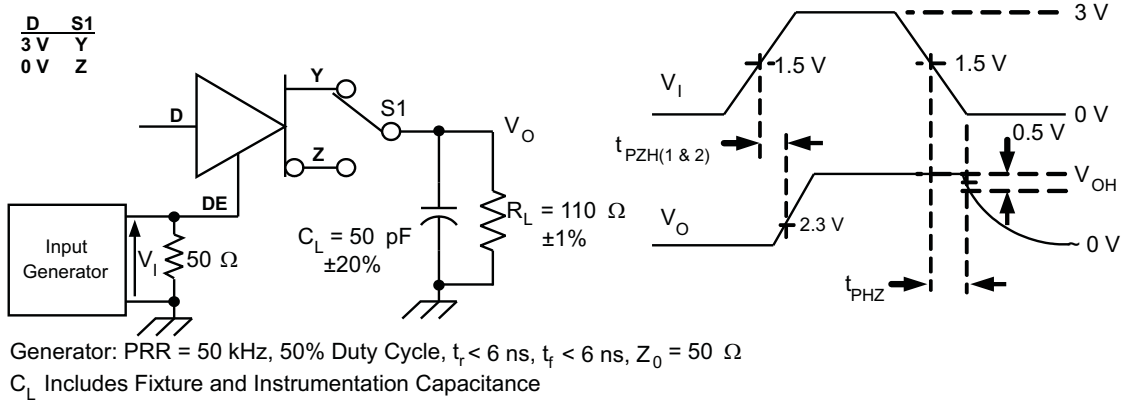 D S1
3 V Y
0 V Z
D
Y
Z
S1
V_O
DE
Input
Generator
V_I
50 Ω
C_L = 50 pF
±20%
R_L = 110 Ω
±1%
3 V
1.5 V
1.5 V
V_I
0 V
0.5 V
t_PZH(1 & 2)
V_OH
V_O
2.3 V
~ 0 V
t_PHZ
Generator: PRR = 50 kHz, 50% Duty Cycle, t_r < 6 ns, t_f < 6 ns, Z_0 = 50 Ω
C_L Includes Fixture and Instrumentation Capacitance